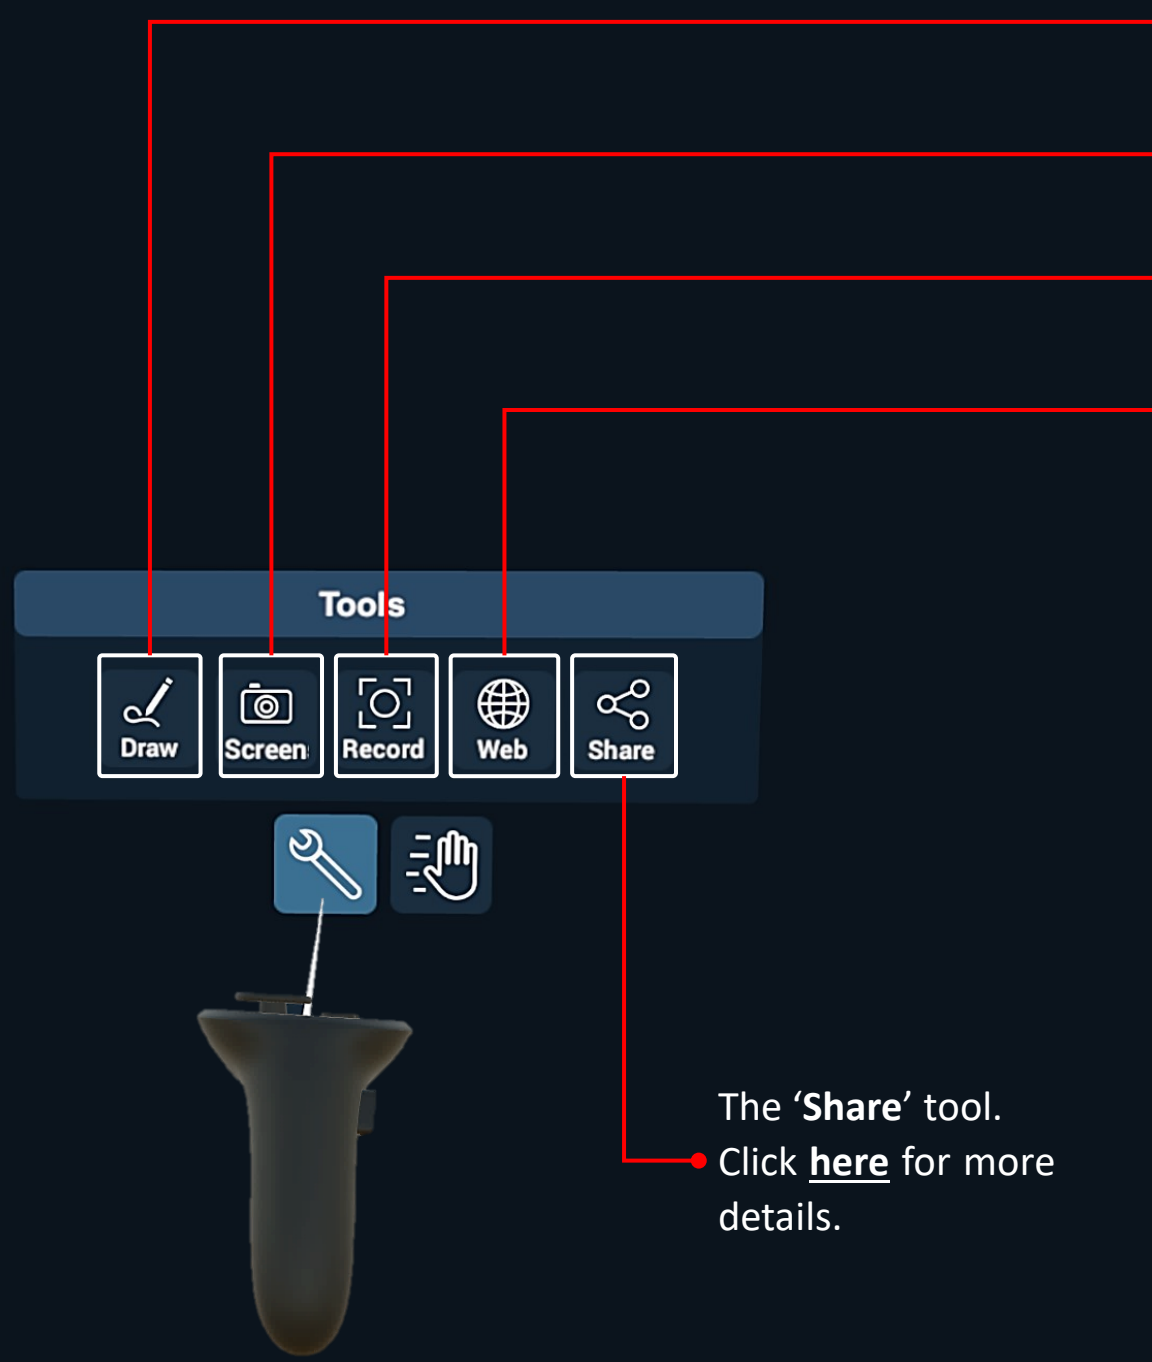 Tools
Draw Screen Record Web Share
The ‘Share’ tool.
Click here for more
details.